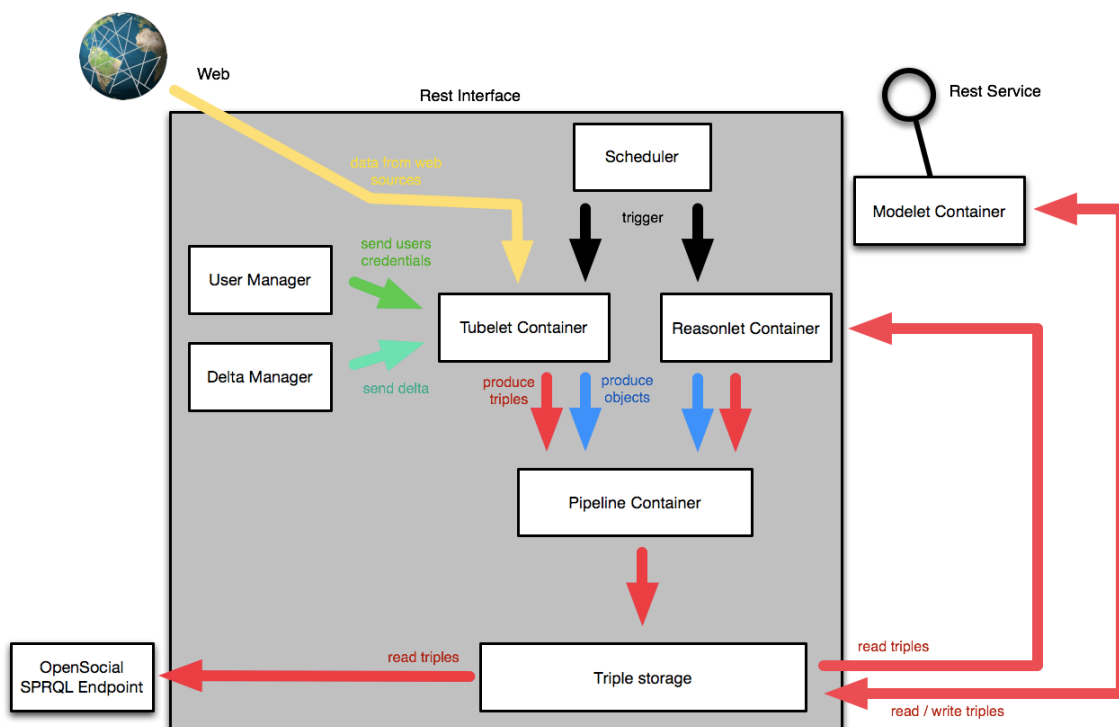 Web
Rest Interface
Rest Service
Scheduler
data from web
sources
trigger
Modelet Container
send users
credentials
User Manager
Tubelet Container
Reasonlet Container
Delta Manager
send delta
produce
triples
produce
objects
Pipeline Container
OpenSocial
SPRQL Endpoint
read triples
Triple storage
read triples
read / write triples